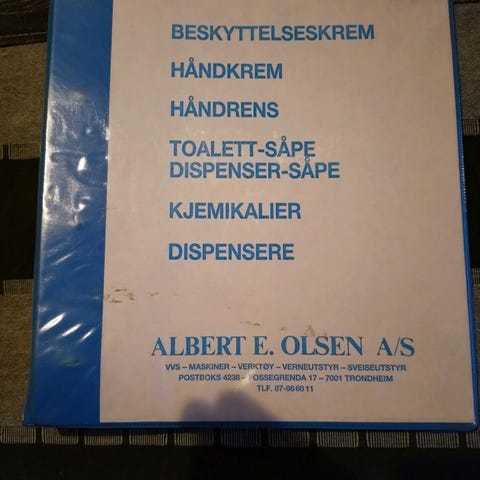 BESKYTTELSESKREM
HÅNDKREM
HÅNDRENS
TOALETT-SÅPE
DISPENSER-SÅPE
KJEMIKALIER
DISPENSERE
ALBERT E. OLSEN A/S
VVS – MASKINER – VERKTØY – VERNEUTSTYR – SVEISEUTSTYR
POSTBOKS 4238 – FOSSEGRENDA 17 – 7001 TRONDHEIM
TLF. 07-96 60 11